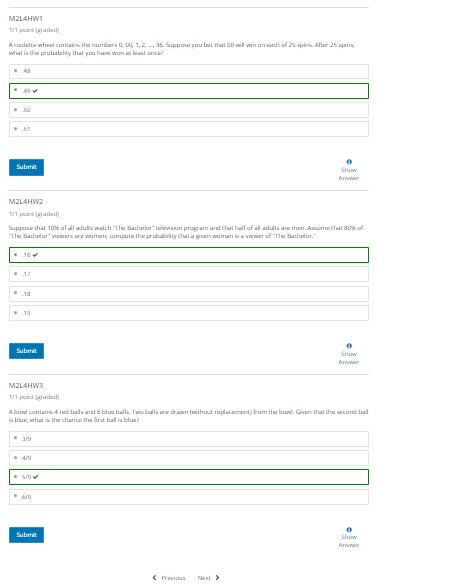 M2L4HW1
1/1 point (graded)
A roulette wheel contains the numbers 0, 00, 1, 2, ..., 36. Suppose you bet that 00 will win on each of 25 spins. After 25 spins,
what is the probability that you have won at least once?
.48
.49
.50
.51
Submit
Show
Answer
M2L4HW2
1/1 point (graded)
Suppose that 10% of all adults watch "The Bachelor" television program and that half of all adults are men. Assume that 80% of
"The Bachelor" viewers are women, compute the probability that a given woman is a viewer of "The Bachelor."
.16
.17
.18
.19
Submit
Show
Answer
M2L4HW3
1/1 point (graded)
A bowl contains 4 red balls and 6 blue balls. Two balls are drawn (without replacement) from the bowl. Given that the second ball
is blue, what is the chance the first ball is blue?
3/9
4/9
5/9
6/9
Submit
Show
Answer
Previous Next